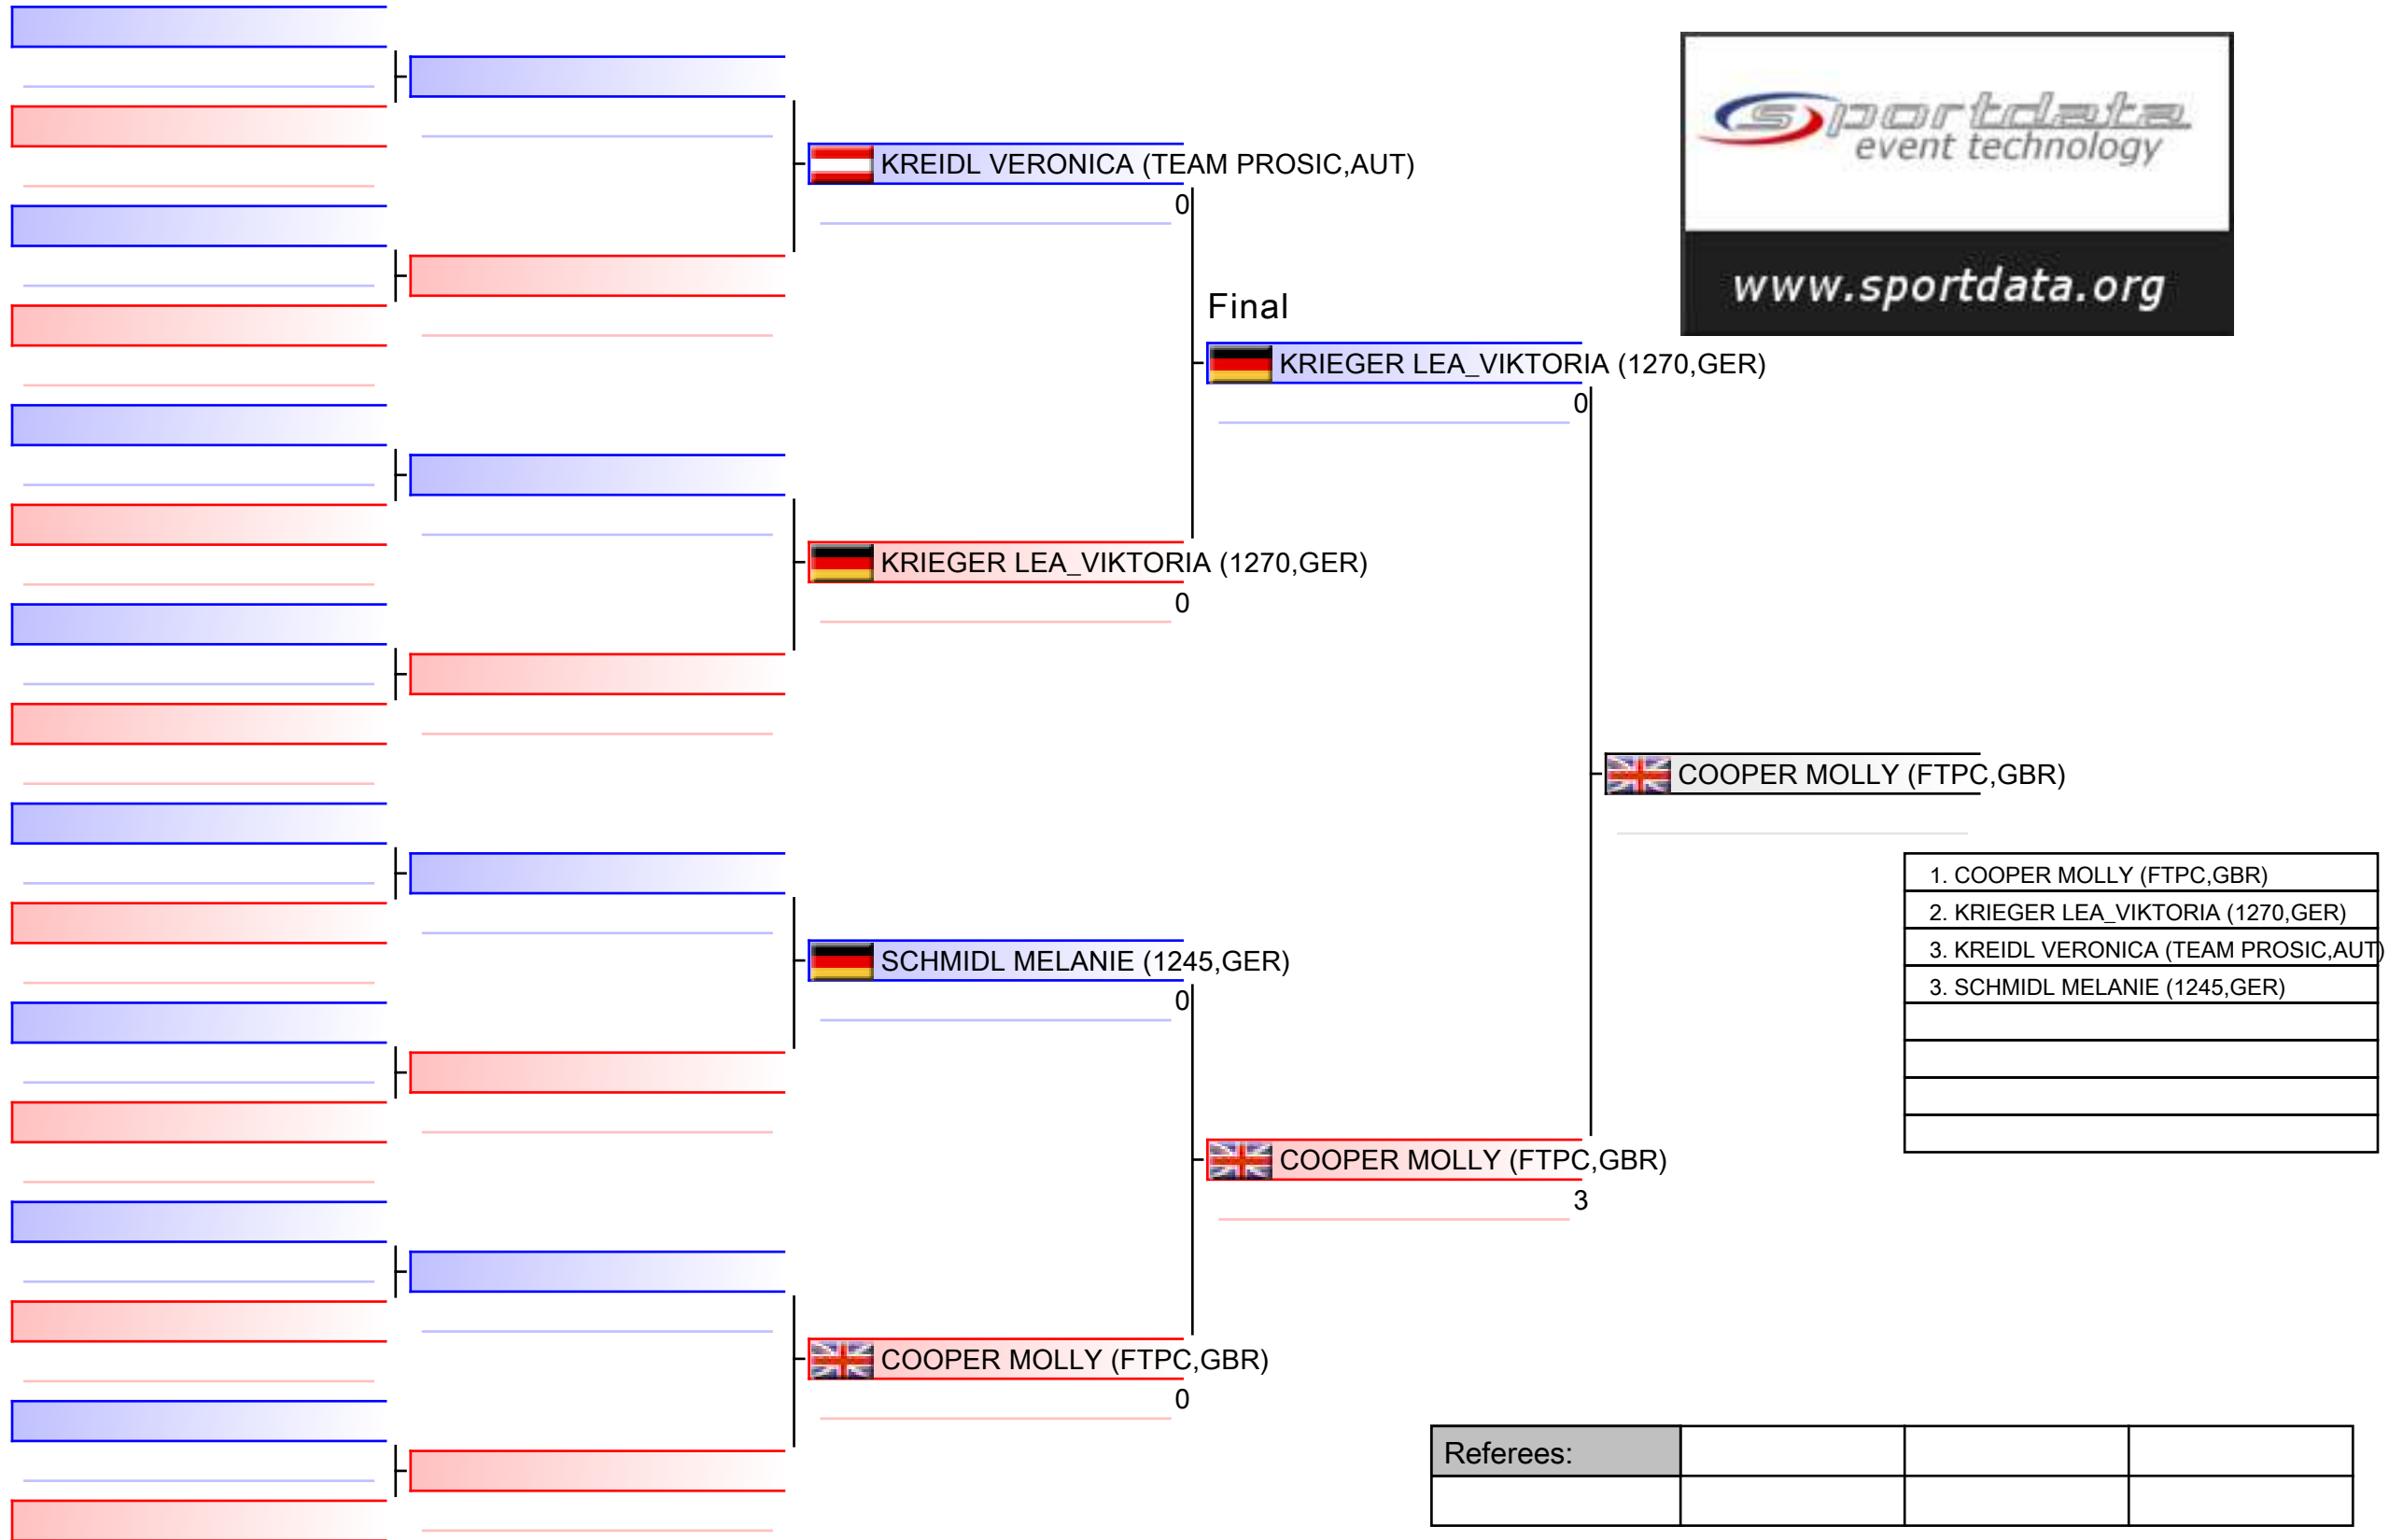 sportdata
event technology
www.sportdata.org
KREIDL VERONICA (TEAM PROSIC,AUT)
0
Final
KRIEGER LEA_VIKTORIA (1270,GER)
0
KRIEGER LEA_VIKTORIA (1270,GER)
0
COOPER MOLLY (FTPC,GBR)
1. COOPER MOLLY (FTPC,GBR)
2. KRIEGER LEA_VIKTORIA (1270,GER)
3. KREIDL VERONICA (TEAM PROSIC,AUT)
3. SCHMIDL MELANIE (1245,GER)
SCHMIDL MELANIE (1245,GER)
0
COOPER MOLLY (FTPC,GBR)
3
COOPER MOLLY (FTPC,GBR)
0
Referees: